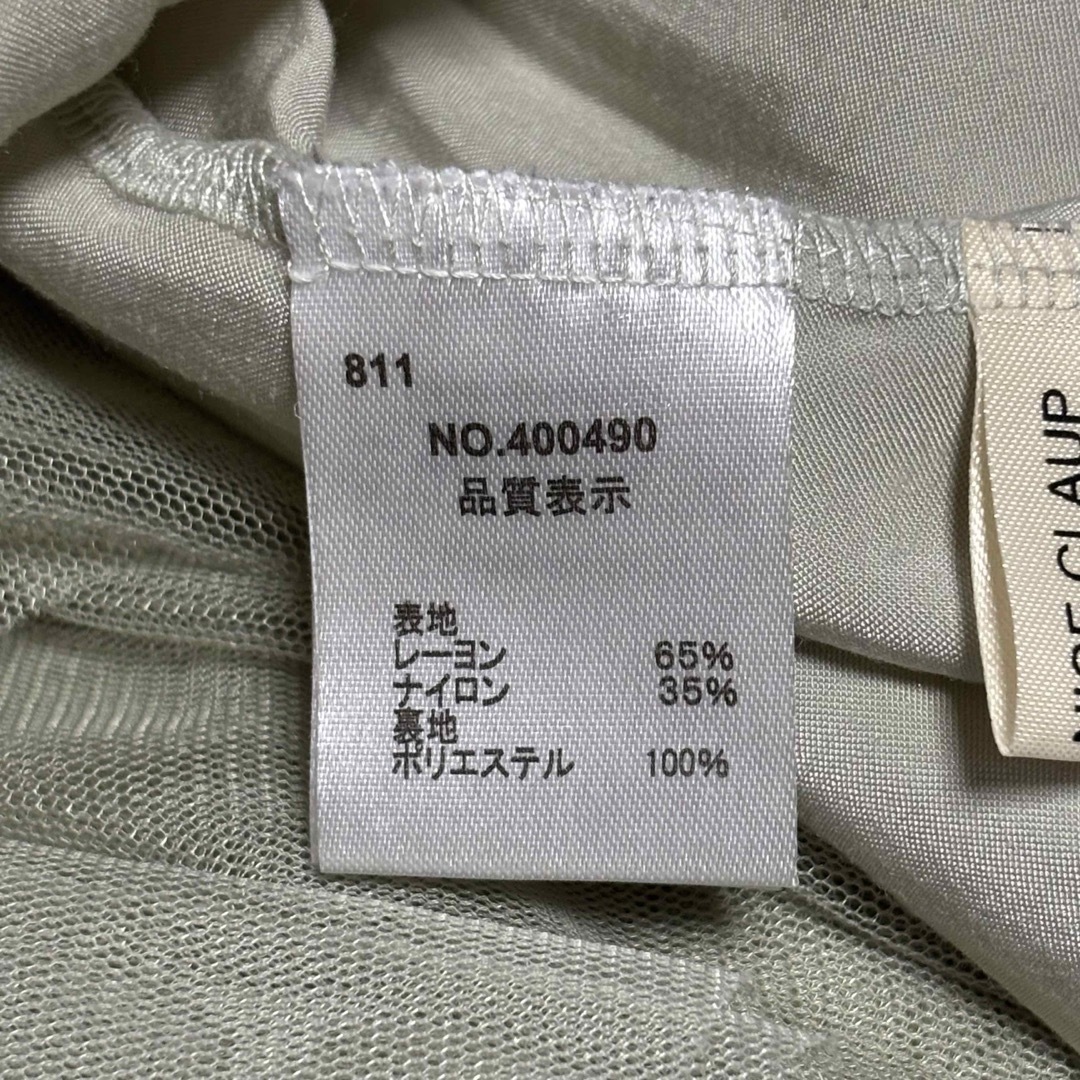 811
NO.400490
品質表示
表地
レーヨン 65%
ナイロン 35%
裏地
ポリエステル 100%
CLAUP